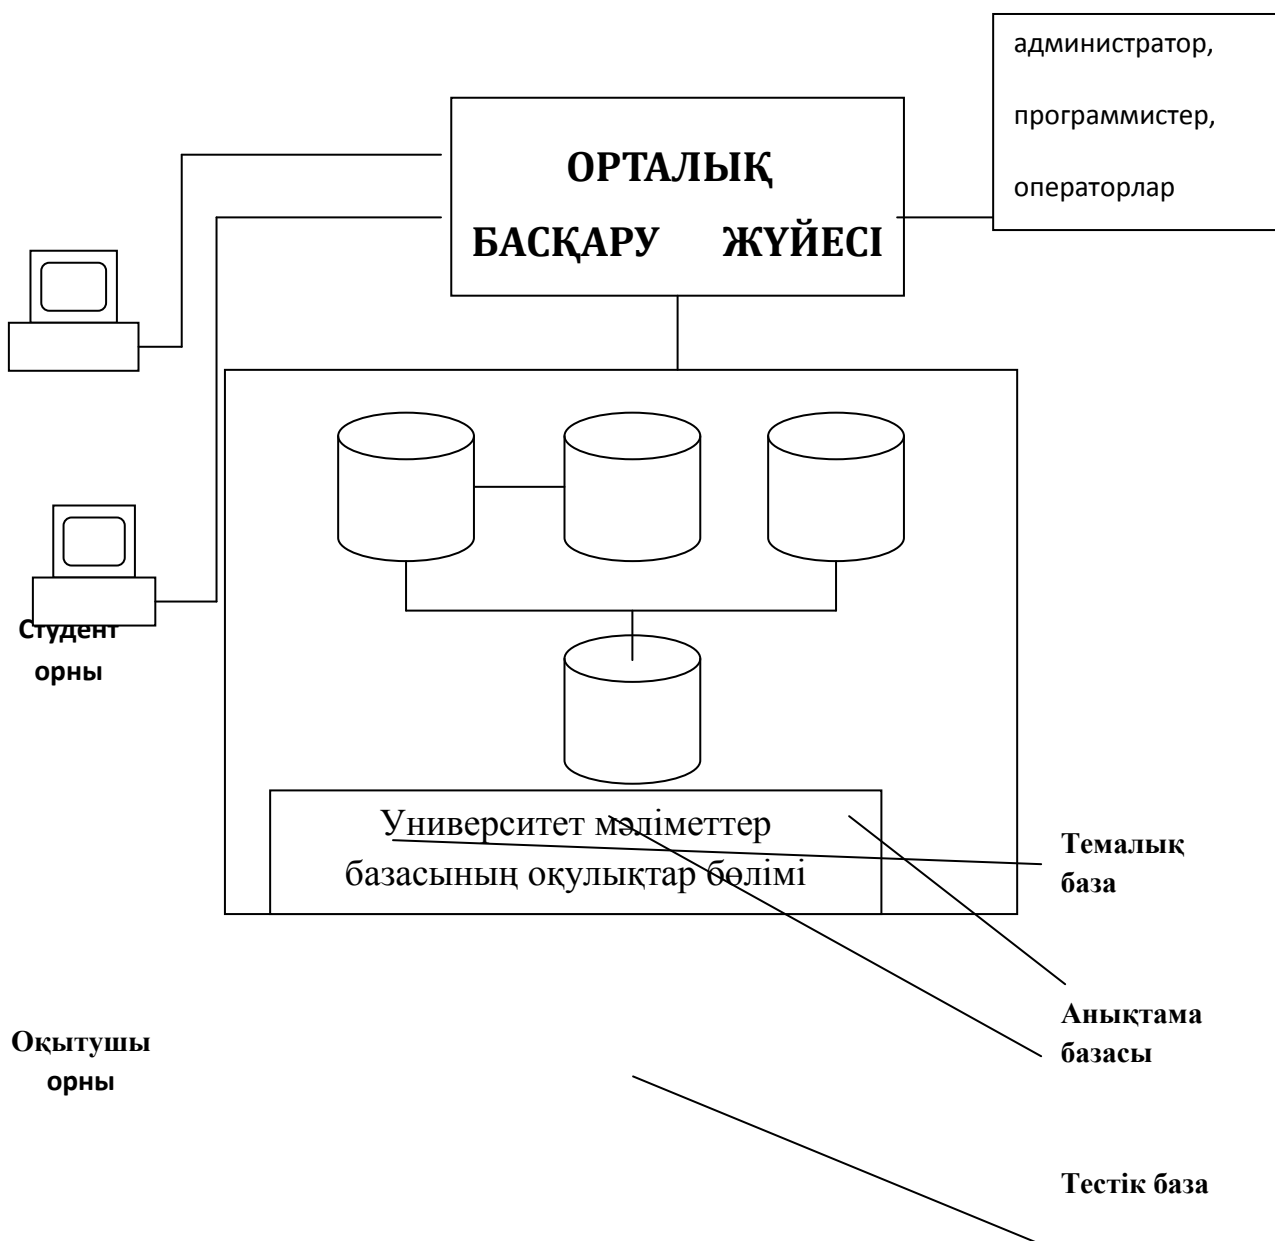 администратор,
программистер,
операторлар
ОРТАЛЫҚ
БАСҚАРУ ЖҮЙЕСІ
Студент
орны
Университет мәліметтер
базасының оқулықтар бөлімі
Темалық
база
Анықтама
базасы
Оқытушы
орны
Тестік база